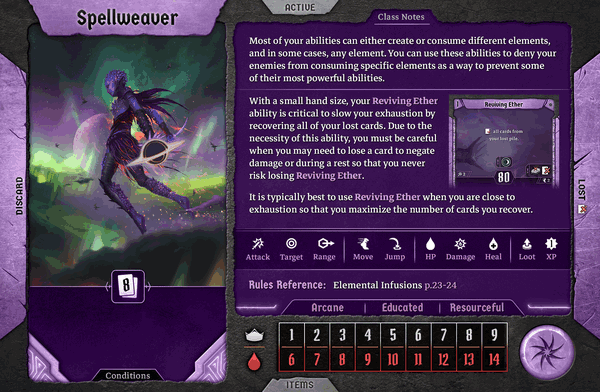 ACTIVE
Spellweaver
Class Notes
Most of your abilities can either create or consume different elements,
and in some cases, any element. You can use these abilities to deny your
enemies from consuming specific elements as a way to prevent some
of their most powerful abilities.
With a small hand size, your Reviving Ether
ability is critical to slow your exhaustion by
recovering all of your lost cards. Due to the
necessity of this ability, you must be careful
when you may need to lose a card to negate
damage or during a rest so that you never
risk losing Reviving Ether.
Reviving Ether
all cards from
your lost pile.
80
It is typically best to use Reviving Ether when you are close to
exhaustion so that you maximize the number of cards you recover.
DISCARD
LOST
8
Attack Target Range Move Jump HP Damage Heal Loot XP
Rules Reference: Elemental Infusions p.23-24
Arcane Educated Resourceful
1 2 3 4 5 6 7 8 9
6 7 8 9 10 11 12 13 14
Conditions
ITEMS